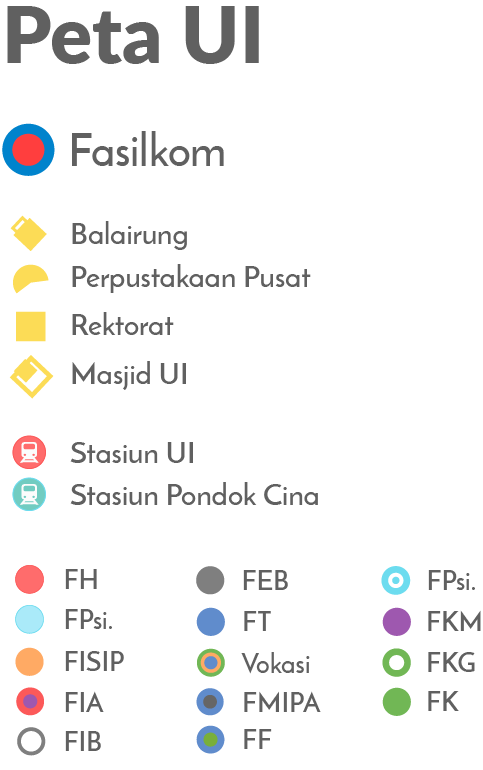 Peta UI
Fasilkom
Balairung
Perpustakaan Pusat
Rektorat
Masjid UI
Stasiun UI
Stasiun Pondok Cina
FH
FPsi.
FISIP
FIA
FIB
FEB
FT
Vokasi
FMIPA
FF
FPsi.
FKM
FKG
FK